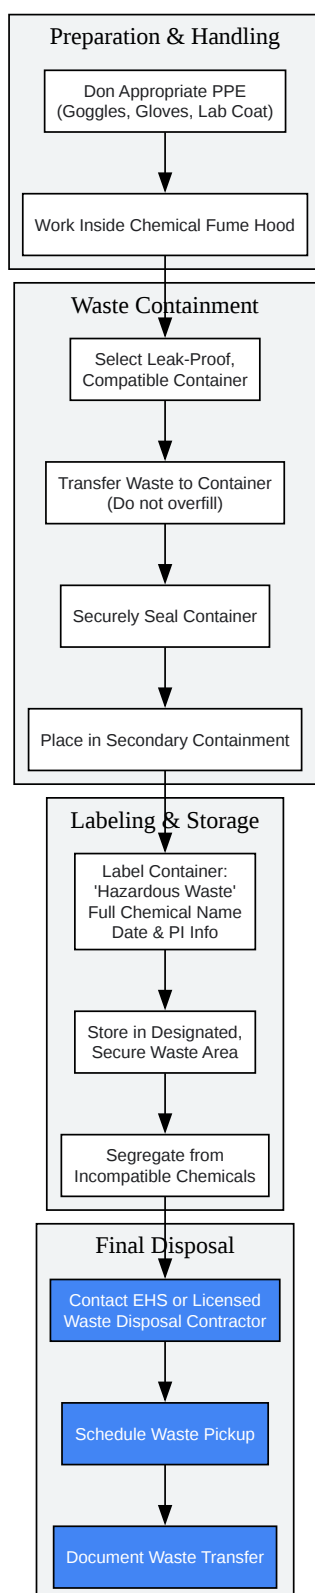 Preparation & Handling
Don Appropriate PPE
(Goggles, Gloves, Lab Coat)
Work Inside Chemical Fume Hood
Waste Containment
Select Leak-Proof,
Compatible Container
Transfer Waste to Container
(Do not overfill)
Securely Seal Container
Place in Secondary Containment
Labeling & Storage
Label Container:
'Hazardous Waste'
Full Chemical Name
Date & PI Info
Store in Designated,
Secure Waste Area
Segregate from
Incompatible Chemicals
Final Disposal
Contact EHS or Licensed
Waste Disposal Contractor
Schedule Waste Pickup
Document Waste Transfer